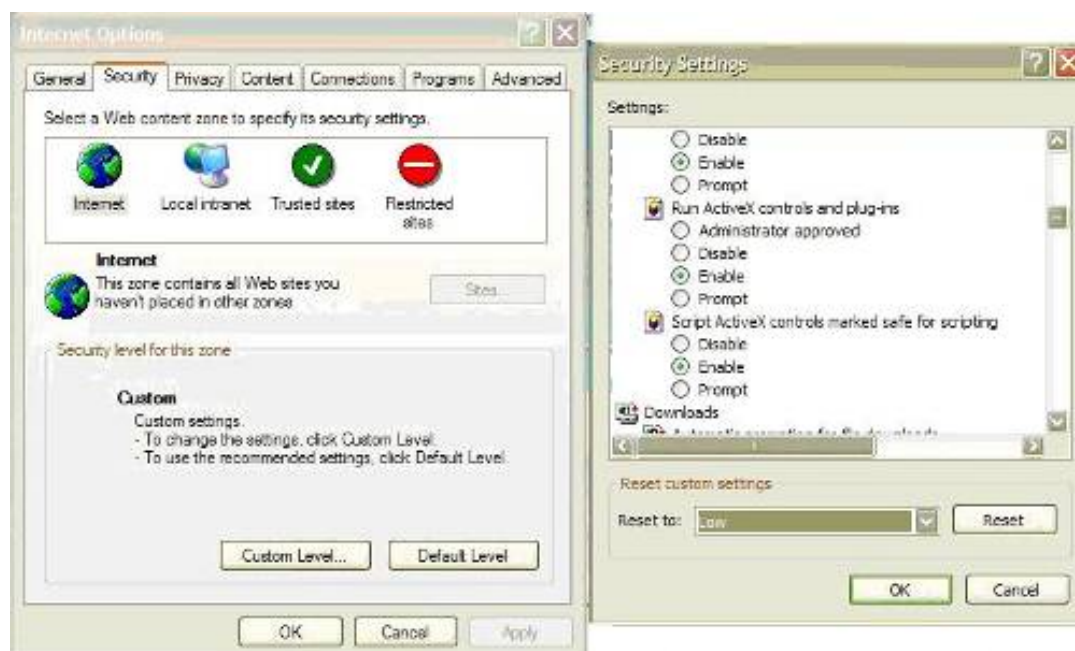 Internet Options
General Security Privacy Content Connections Programs Advanced
Select a Web content zone to specify its security settings.
Internet Local intranet Trusted sites Restricted sites
Internet
This zone contains all Web sites you
haven't placed in other zones
Sites...
Security level for this zone
Custom
Custom settings.
- To change the settings, click Custom Level.
- To use the recommended settings, click Default Level.
Custom Level... Default Level
OK Cancel Apply
Security Settings
Settings:
Disable
Enable
Prompt
Run ActiveX controls and plug-ins
Administrator approved
Disable
Enable
Prompt
Script ActiveX controls marked safe for scripting
Disable
Enable
Prompt
Downloads
Automatic prompting for file downloads
Reset custom settings
Reset to: Low Reset
OK Cancel